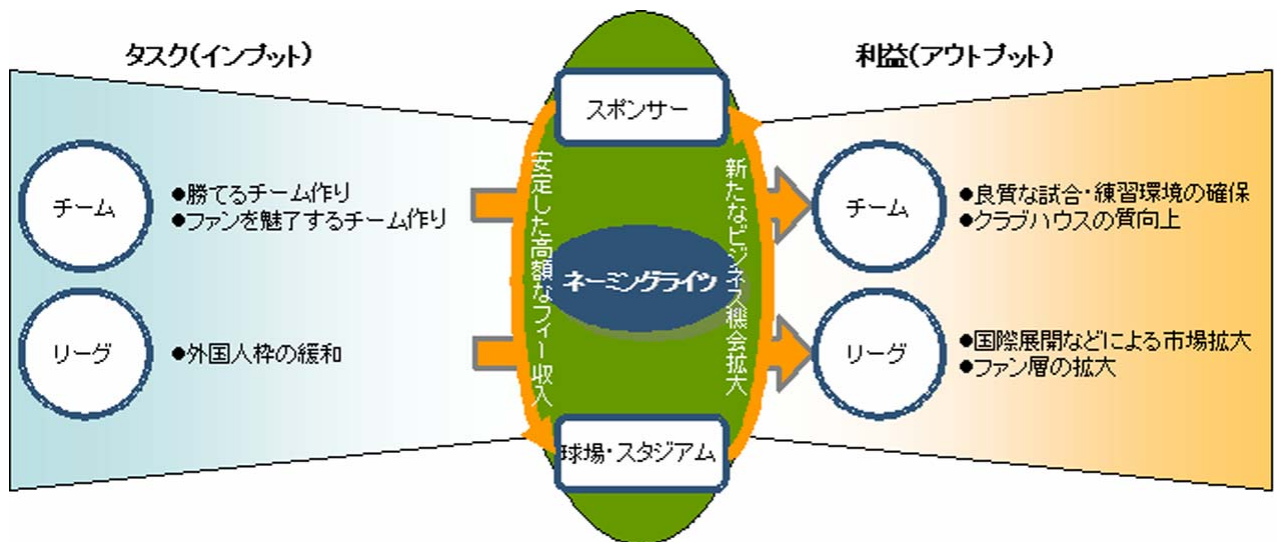 タスク(インプット)
利益(アウトプット)
スポンサー
チーム
●勝てるチーム作り
●ファンを魅了するチーム作り
リーグ
●外国人枠の緩和
安定した高額なフィー収入
ネーミングライツ
新たなビジネス機会拡大
球場・スタジアム
チーム
●良質な試合・練習環境の確保
●クラブハウスの質向上
リーグ
●国際展開などによる市場拡大
●ファン層の拡大